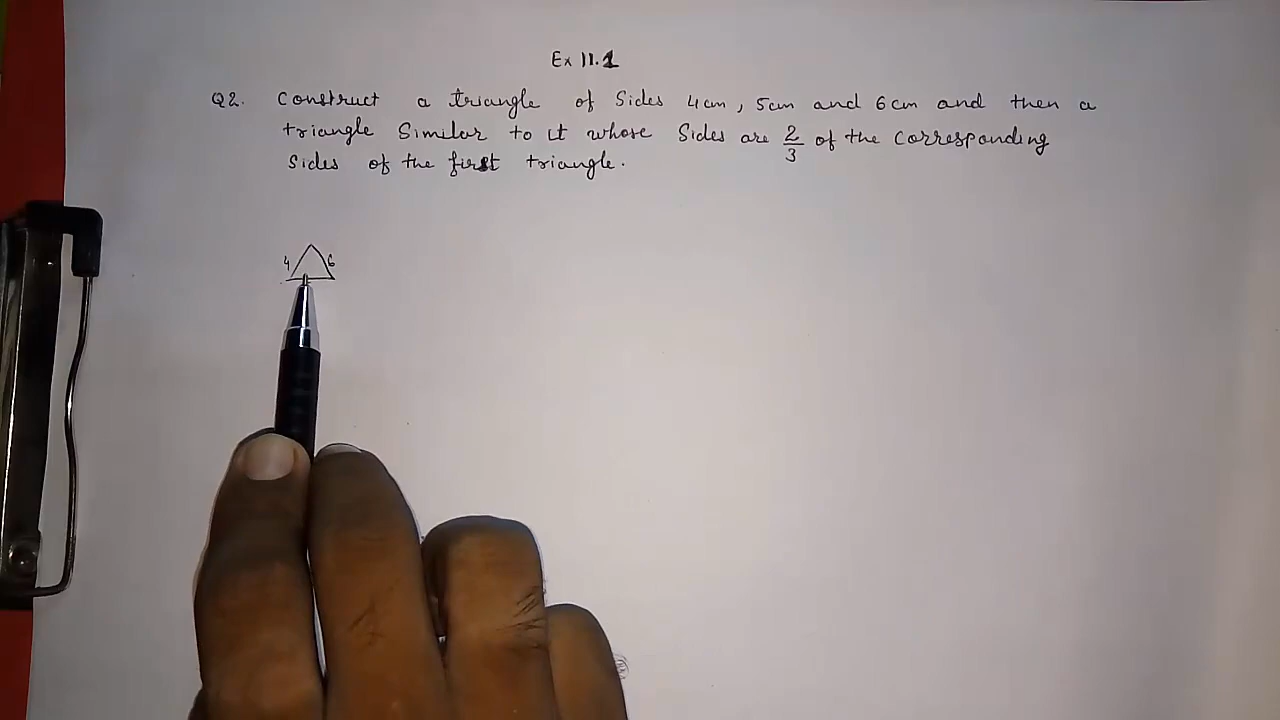 Ex 11.1
Q2. Construct a triangle of Sides 4cm, 5cm and 6cm and then a
triangle Similar to it whose Sides are 2/3 of the corresponding
Sides of the first triangle.
4 6